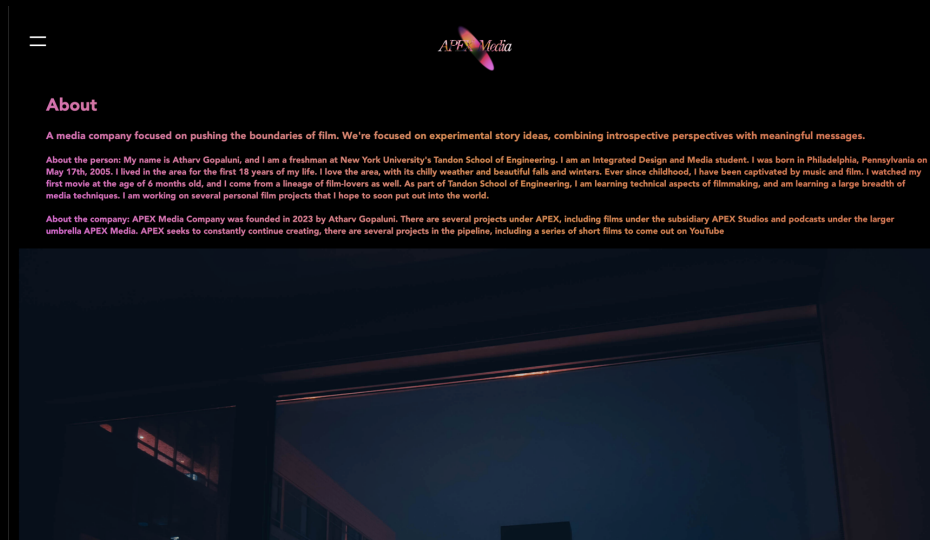 APEX Media
About
A media company focused on pushing the boundaries of film. We're focused on experimental story ideas, combining introspective perspectives with meaningful messages.
About the person: My name is Atharv Gopaluni, and I am a freshman at New York University's Tandon School of Engineering. I am an Integrated Design and Media student. I was born in Philadelphia, Pennsylvania on
May 17th, 2005. I lived in the area for the first 18 years of my life. I love the area, with its chilly weather and beautiful falls and winters. Ever since childhood, I have been captivated by music and film. I watched my
first movie at the age of 6 months old, and I come from a lineage of film-lovers as well. As part of Tandon School of Engineering, I am learning technical aspects of filmmaking, and am learning a large breadth of
media techniques. I am working on several personal film projects that I hope to soon put out into the world.
About the company: APEX Media Company was founded in 2023 by Atharv Gopaluni. There are several projects under APEX, including films under the subsidiary APEX Studios and podcasts under the larger
umbrella APEX Media. APEX seeks to constantly continue creating, there are several projects in the pipeline, including a series of short films to come out on YouTube